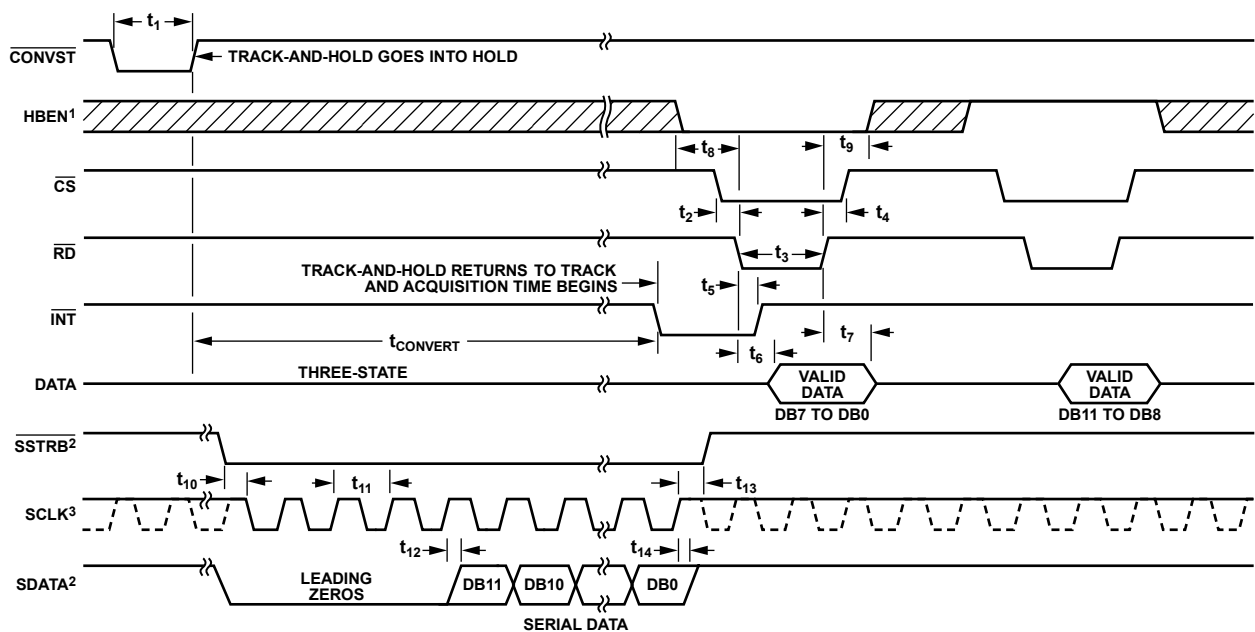 t1
CONVST
TRACK-AND-HOLD GOES INTO HOLD
HBEN1
t8
t9
CS
t2
t4
RD
t3
TRACK-AND-HOLD RETURNS TO TRACK
AND ACQUISITION TIME BEGINS
t5
INT
tCONVERT
t7
t6
THREE-STATE
DATA
VALID
DATA
VALID
DATA
DB7 TO DB0
DB11 TO DB8
SSTRB2
t10
t11
t13
SCLK3
t12
t14
SDATA2
LEADING
ZEROS
DB11
DB10
DB0
SERIAL DATA